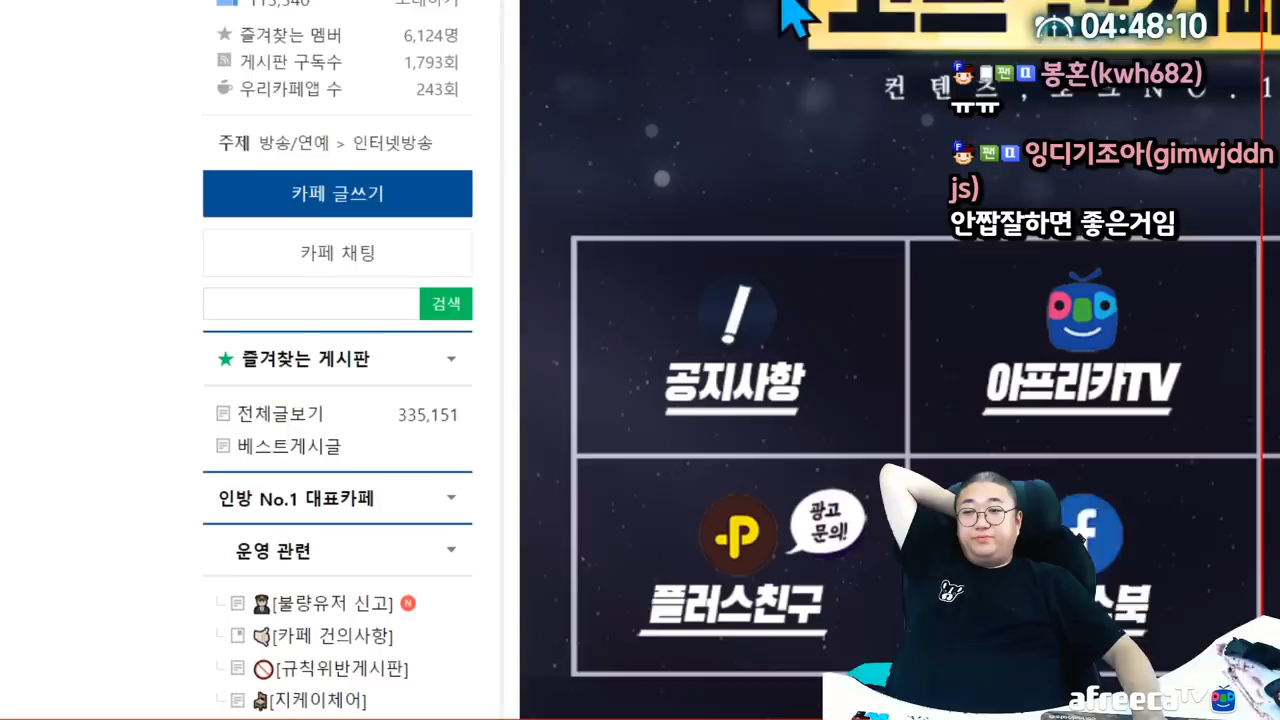 즐겨찾는 멤버 6,124명
게시판 구독수 1,793회
우리카페앱 수 243회
주제 방송/연예 > 인터넷방송
카페 글쓰기
카페 채팅
검색
즐겨찾는 게시판
전체글보기 335,151
베스트게시글
인방 No.1 대표카페
운영 관련
[불량유저 신고] N
[카페 건의사항]
[규칙위반게시판]
[지케이체어]
04:48:10
봉혼(kwh682)
ㅠㅠ
잉디기조아(gimwjddn
js)
안짭잘하면 좋은거임
공지사항
아프리카TV
P
광고
문의!
플러스친구
f
스북
afreecaTV